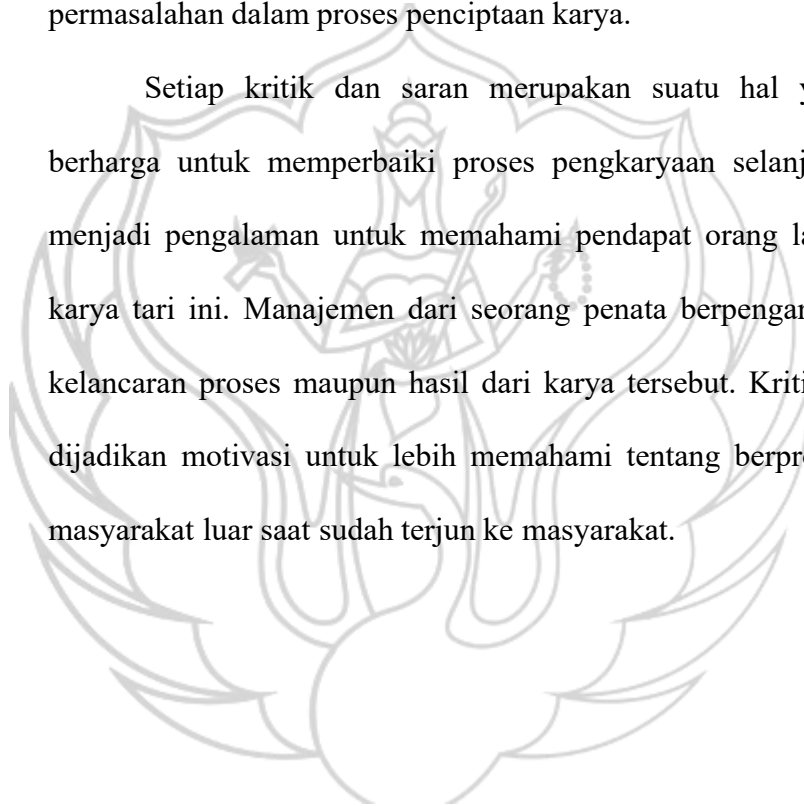 permasalahan dalam proses penciptaan karya.
Setiap kritik dan saran merupakan suatu hal
berharga untuk memperbaiki proses pengkaryaan
menjadi pengalaman untuk memahami pendapat orang
karya tari ini. Manajemen dari seorang penata
kelancaran proses maupun hasil dari karya tersebut.
dijadikan motivasi untuk lebih memahami tentang
masyarakat luar saat sudah terjun ke masyarakat.